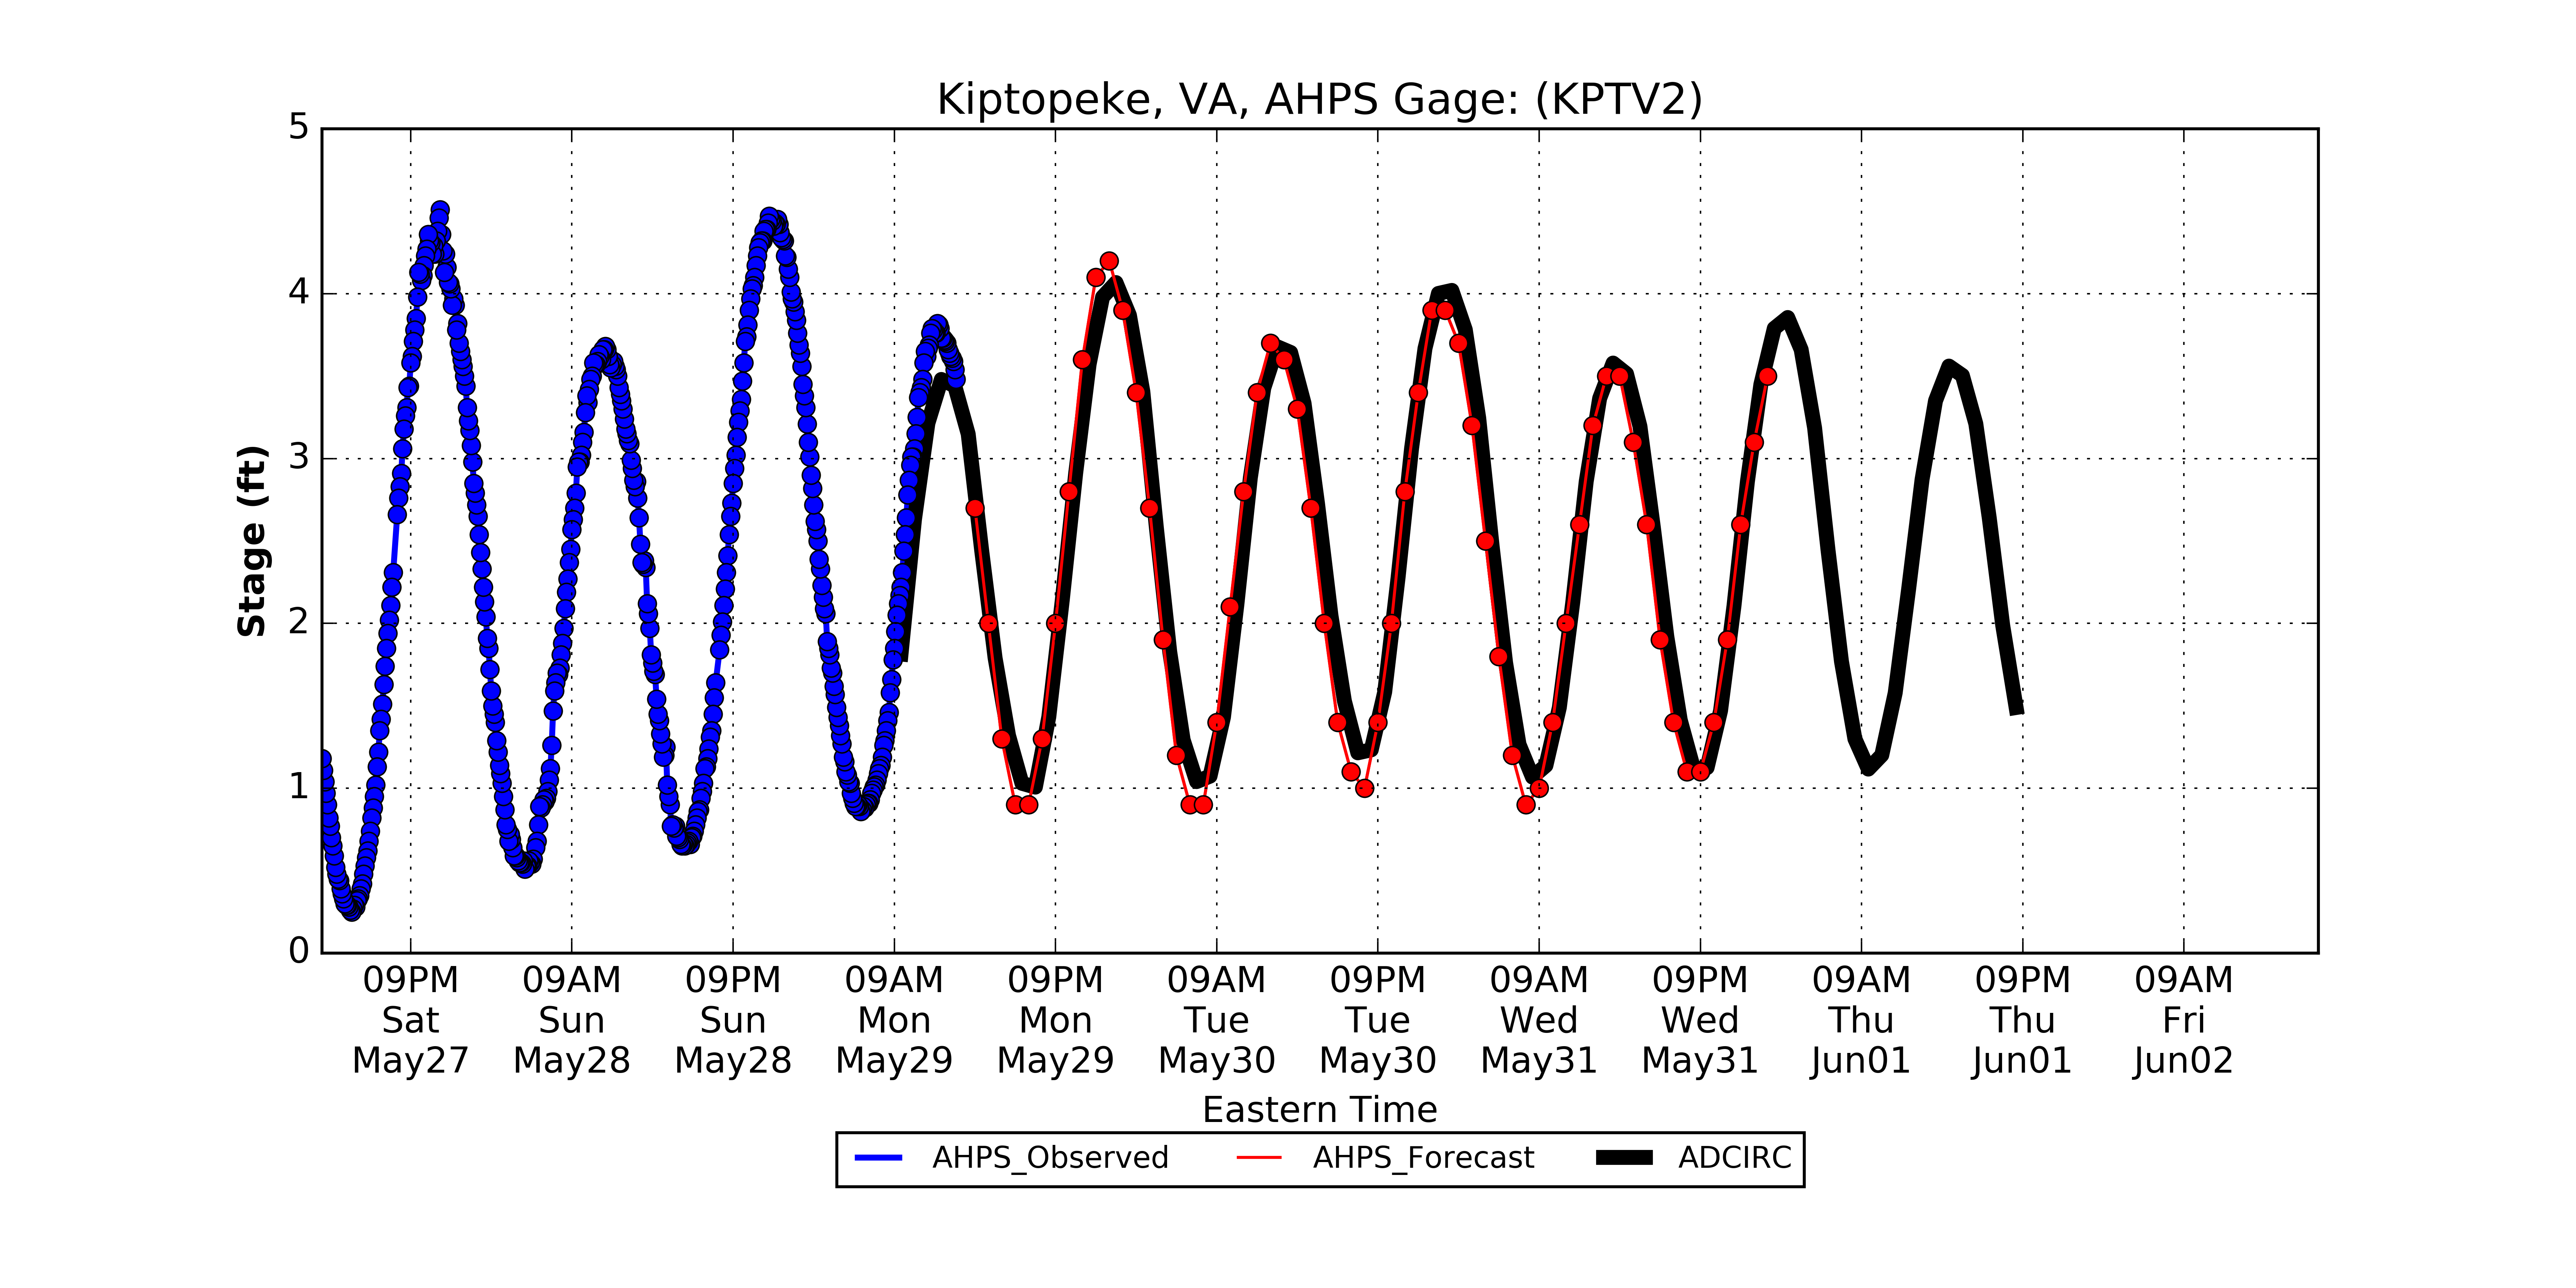 Kiptopeke, VA, AHPS Gage: (KPTV2)
Stage (ft)
5
4
3
2
1
0
09PM 09AM 09PM 09AM 09PM 09AM 09PM 09AM 09PM 09AM 09PM 09AM
Sat Sun Sun Mon Mon Tue Tue Wed Wed Thu Thu Fri
May27 May28 May28 May29 May29 May30 May30 May31 May31 Jun01 Jun01 Jun02
Eastern Time
AHPS_Observed AHPS_Forecast ADCIRC